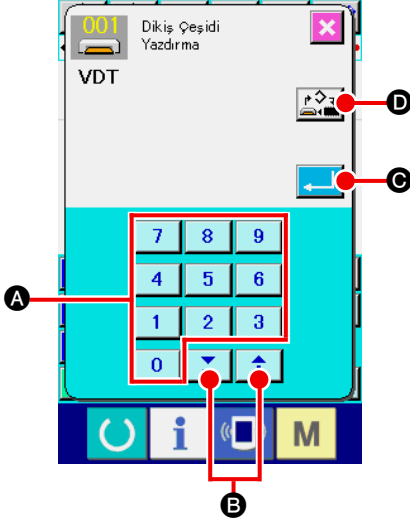 001 Dikiş Çeşidi
Yazdırma
VDT
D
C
7 8 9
4 5 6
A
1 2 3
0
i M
B